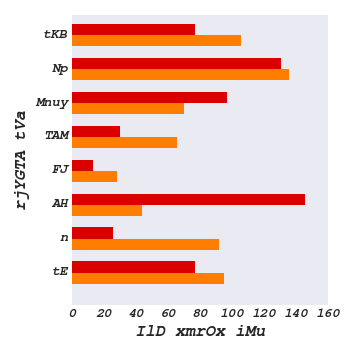 tKB
Np
Mnuy
TAM
FJ
AH
n
tE
rjYGTA tVa
0 20 40 60 80 100 120 140 160
IlD xmrOx iMu